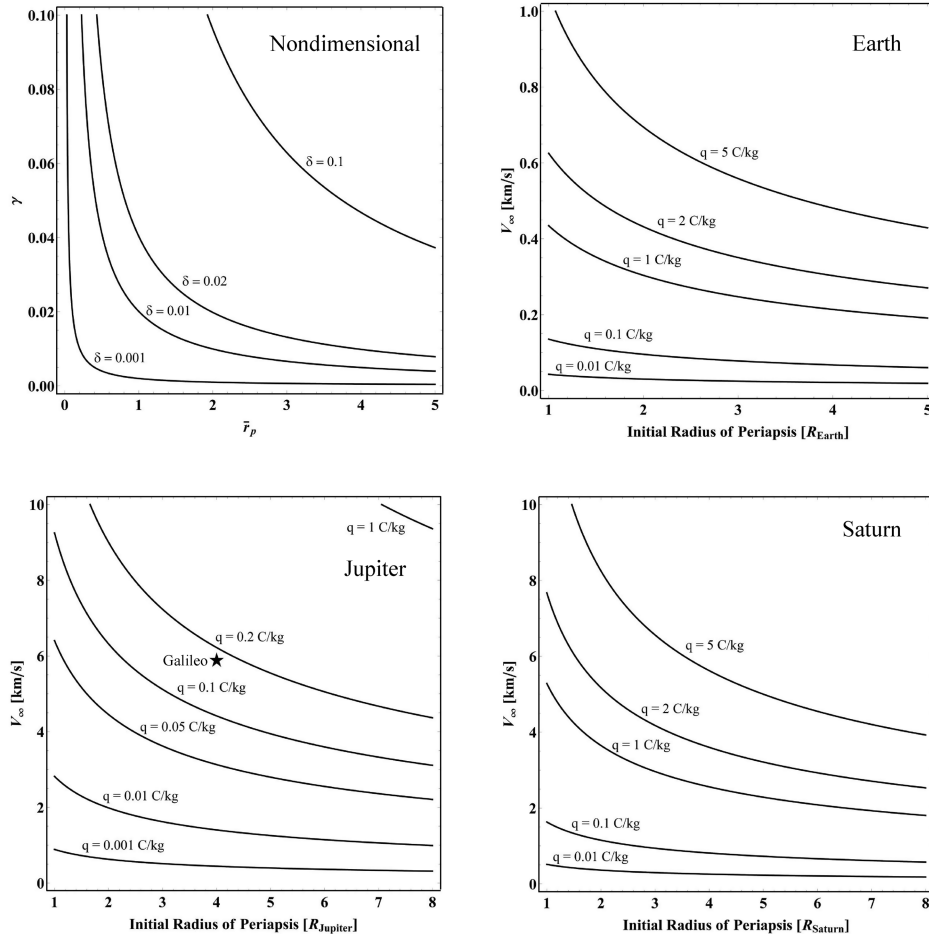 Nondimensional
0.10
0.08
0.06
0.04
0.02
0.00
γ
δ = 0.1
δ = 0.02
δ = 0.01
δ = 0.001
0 1 2 3 4 5
r̄p
Earth
1.0
0.8
0.6
0.4
0.2
0.0
V∞ [km/s]
q = 5 C/kg
q = 2 C/kg
q = 1 C/kg
q = 0.1 C/kg
q = 0.01 C/kg
1 2 3 4 5
Initial Radius of Periapsis [REarth]
Jupiter
10
8
6
4
2
0
V∞ [km/s]
q = 1 C/kg
q = 0.2 C/kg
Galileo
q = 0.1 C/kg
q = 0.05 C/kg
q = 0.01 C/kg
q = 0.001 C/kg
1 2 3 4 5 6 7 8
Initial Radius of Periapsis [RJupiter]
Saturn
10
8
6
4
2
0
V∞ [km/s]
q = 5 C/kg
q = 2 C/kg
q = 1 C/kg
q = 0.1 C/kg
q = 0.01 C/kg
1 2 3 4 5 6 7 8
Initial Radius of Periapsis [RSaturn]